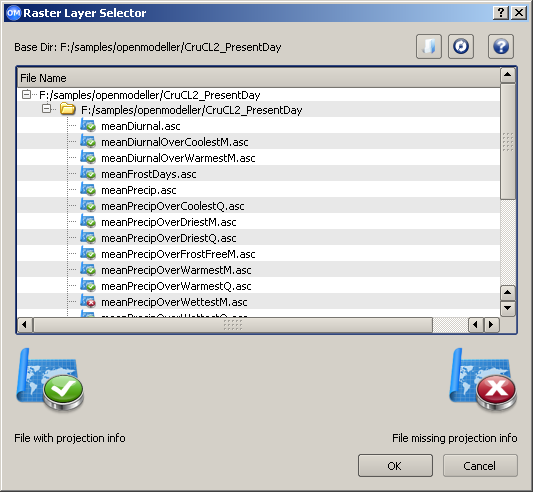 OM Raster Layer Selector
Base Dir: F:/samples/openmodeller/CruCL2_PresentDay
File Name
F:/samples/openmodeller/CruCL2_PresentDay
F:/samples/openmodeller/CruCL2_PresentDay
meanDiurnal.asc
meanDiurnalOverCoolestM.asc
meanDiurnalOverWarmestM.asc
meanFrostDays.asc
meanPrecip.asc
meanPrecipOverCoolestQ.asc
meanPrecipOverDriestM.asc
meanPrecipOverDriestQ.asc
meanPrecipOverFrostFreeM.asc
meanPrecipOverWarmestM.asc
meanPrecipOverWarmestQ.asc
meanPrecipOverWettestM.asc
meanPrecipOverWettestQ.asc
File with projection info
File missing projection info
OK
Cancel